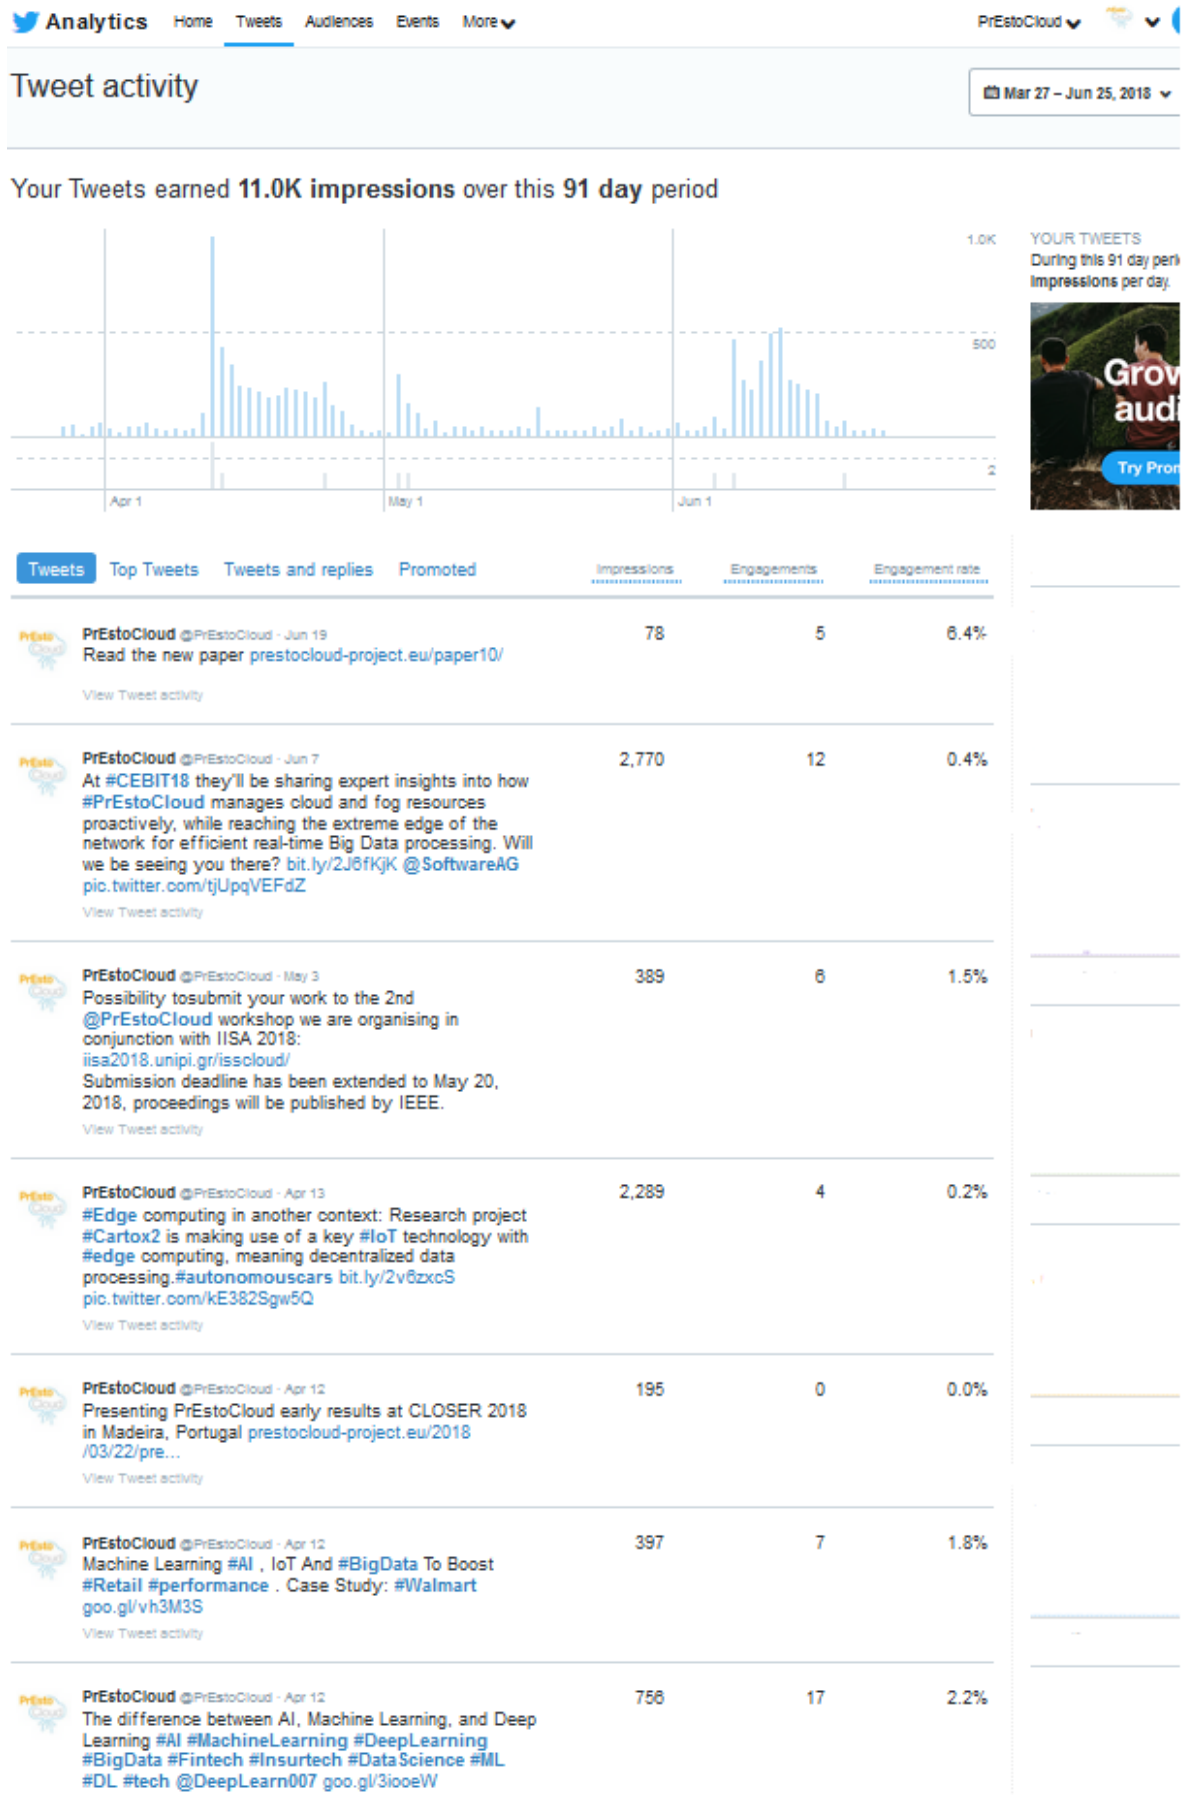 Analytics Home Tweets Audiences Events More PrEstoCloud
Tweet activity
Mar 27 – Jun 25, 2018
Your Tweets earned 11.0K impressions over this 91 day period
1.0K
500
2
Apr 1 May 1 Jun 1
YOUR TWEETS
During this 91 day
impressions per day.
Try
Tweets Top Tweets Tweets and replies Promoted Impressions Engagements Engagement rate
PrEstoCloud @PrEstoCloud · Jun 19 78 5 6.4%
Read the new paper prestocloud-project.eu/paper10/
View Tweet activity
PrEstoCloud @PrEstoCloud · Jun 7 2,770 12 0.4%
At #CEBIT18 they'll be sharing expert insights into how
#PrEstoCloud manages cloud and fog resources
proactively, while reaching the extreme edge of the
network for efficient real-time Big Data processing. Will
we be seeing you there? bit.ly/2J6fKjK @SoftwareAG
pic.twitter.com/tjUpqVEFdZ
View Tweet activity
PrEstoCloud @PrEstoCloud · May 3 389 6 1.5%
Possibility tosubmit your work to the 2nd
@PrEstoCloud workshop we are organising in
conjunction with IISA 2018:
iisa2018.unipi.gr/isscloud/
Submission deadline has been extended to May 20,
2018, proceedings will be published by IEEE.
View Tweet activity
PrEstoCloud @PrEstoCloud · Apr 13 2,289 4 0.2%
#Edge computing in another context: Research project
#Cartox2 is making use of a key #IoT technology with
#edge computing, meaning decentralized data
processing.#autonomouscars bit.ly/2v6zxcS
pic.twitter.com/kE382Sgw5Q
View Tweet activity
PrEstoCloud @PrEstoCloud · Apr 12 195 0 0.0%
Presenting PrEstoCloud early results at CLOSER 2018
in Madeira, Portugal prestocloud-project.eu/2018
/03/22/pre...
View Tweet activity
PrEstoCloud @PrEstoCloud · Apr 12 397 7 1.8%
Machine Learning #AI , IoT And #BigData To Boost
#Retail #performance . Case Study: #Walmart
goo.gl/vh3M3S
View Tweet activity
PrEstoCloud @PrEstoCloud · Apr 12 756 17 2.2%
The difference between AI, Machine Learning, and Deep
Learning #AI #MachineLearning #DeepLearning
#BigData #Fintech #Insurtech #DataScience #ML
#DL #tech @DeepLearn007 goo.gl/3iooeW